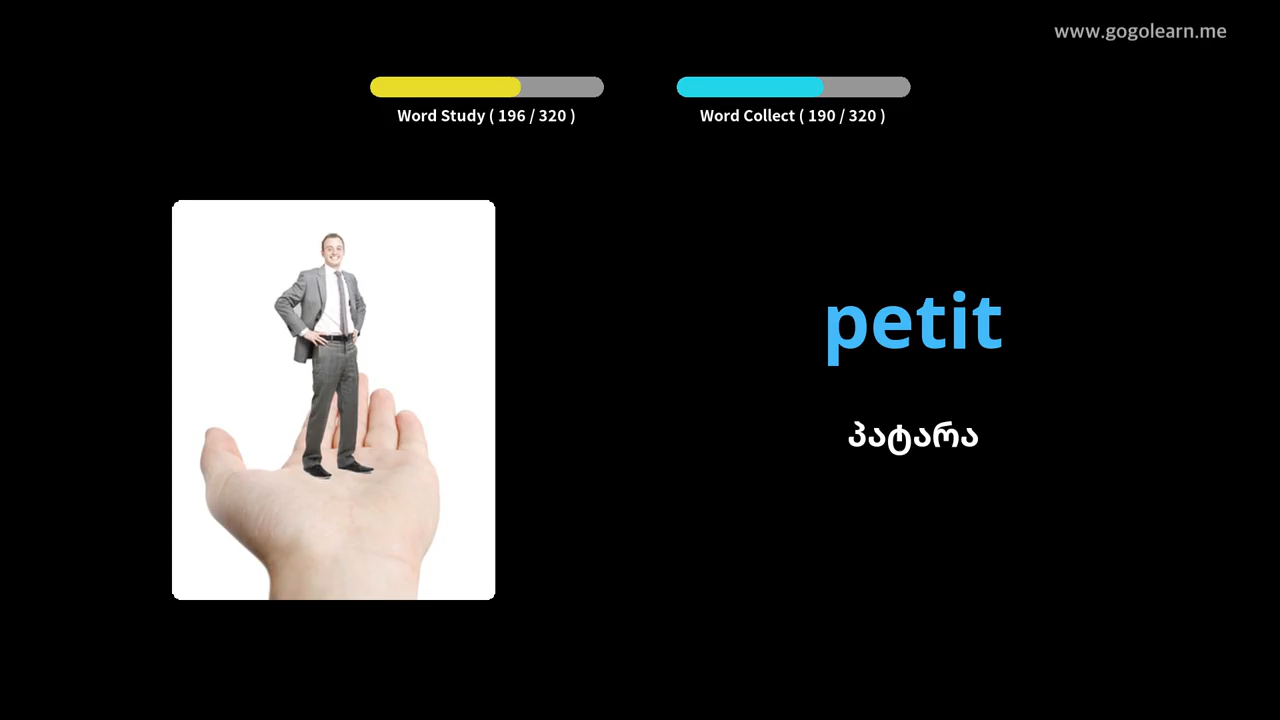 www.gogolearn.me
Word Study ( 196 / 320 )
Word Collect ( 190 / 320 )
petit
პატარა